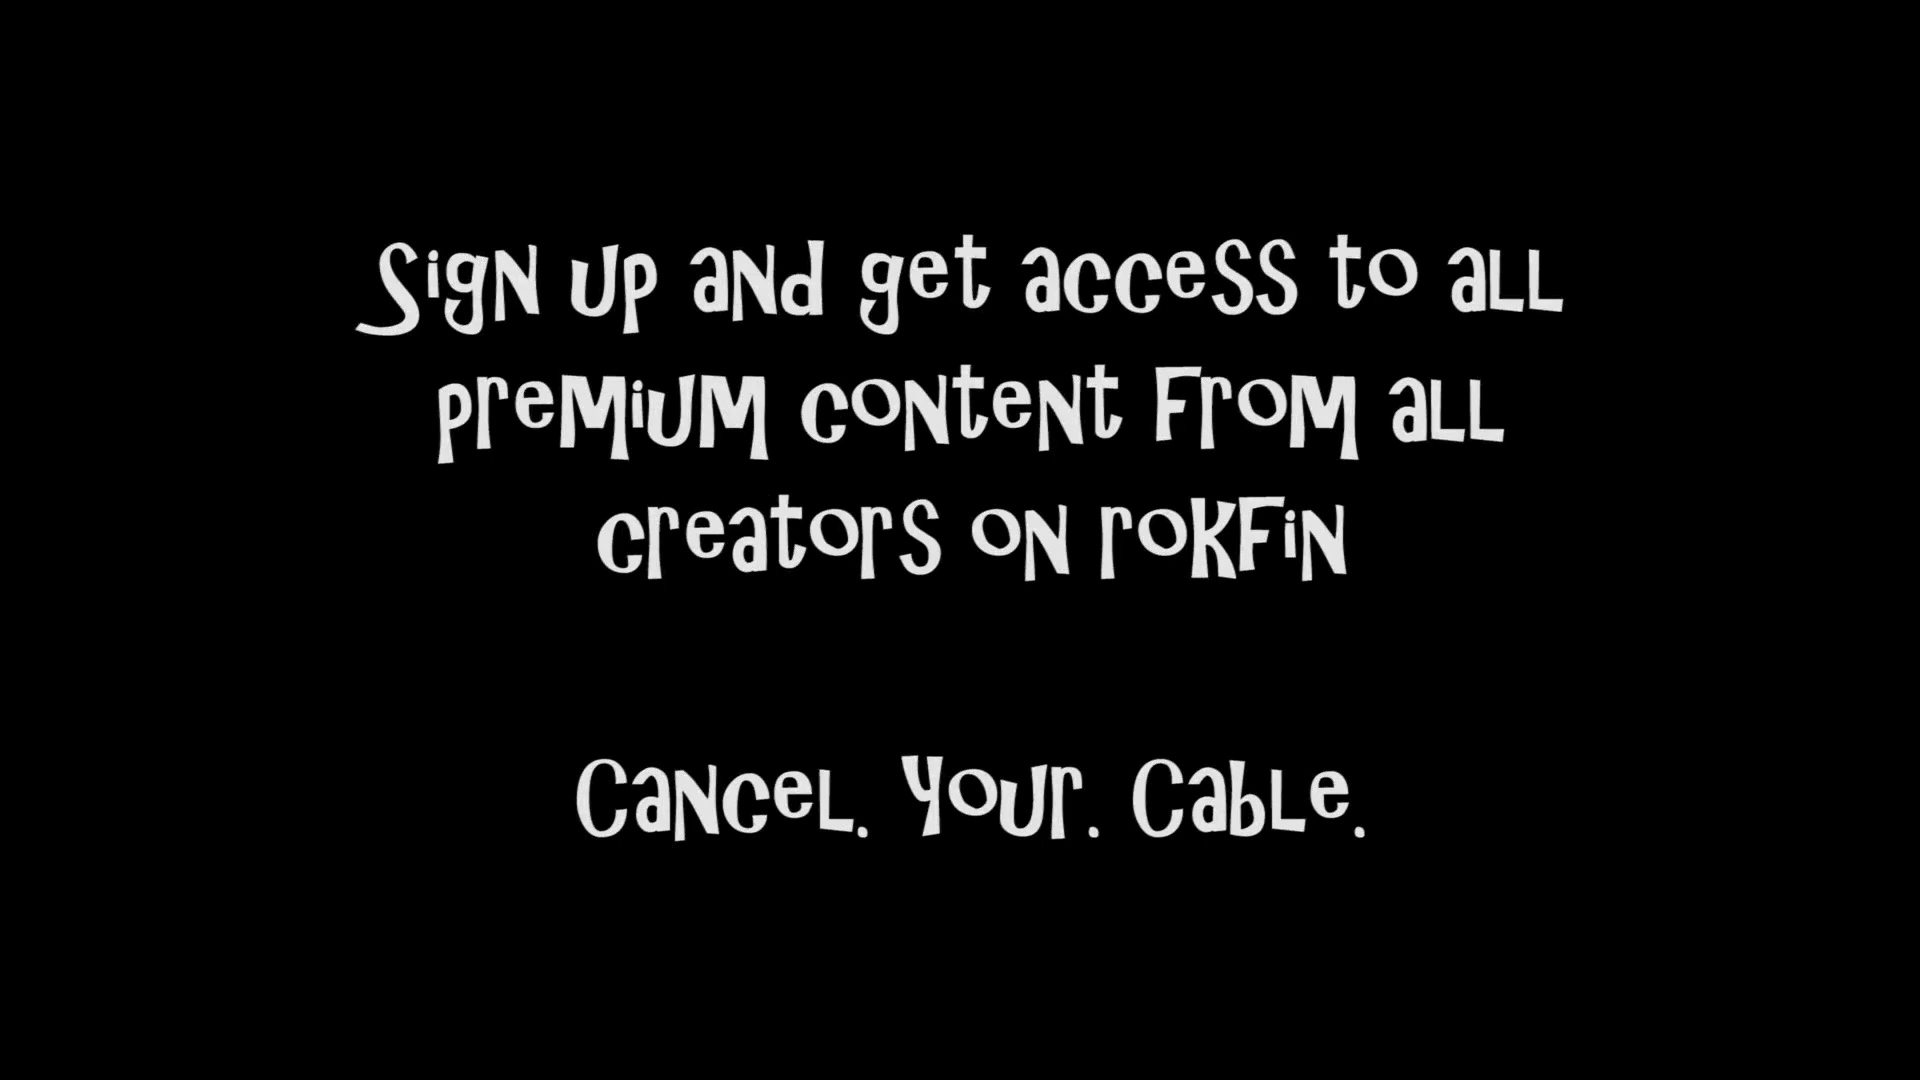 Sign up and get access to all
premium content from all
creators on rokfin
Cancel. Your. Cable.